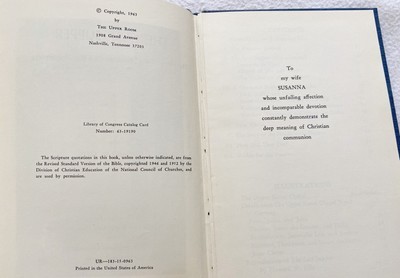 © Copyright, 1963
by
THE UPPER ROOM
1908 Grand Avenue
Nashville, Tennessee 37203
Library of Congress Catalog Card
Number: 63-19106
The Scripture quotations in this book, unless otherwise indicated, are from
the Revised Standard Version of the Bible, copyrighted 1946 and 1952 by the
Division of Christian Education of the National Council of Churches, and
are used by permission.
UR—185-15-0963
Printed in the United States of America
To
my wife
SUSANNA
whose unfailing affection
and incomparable devotion
constantly demonstrate the
deep meaning of Christian
communion